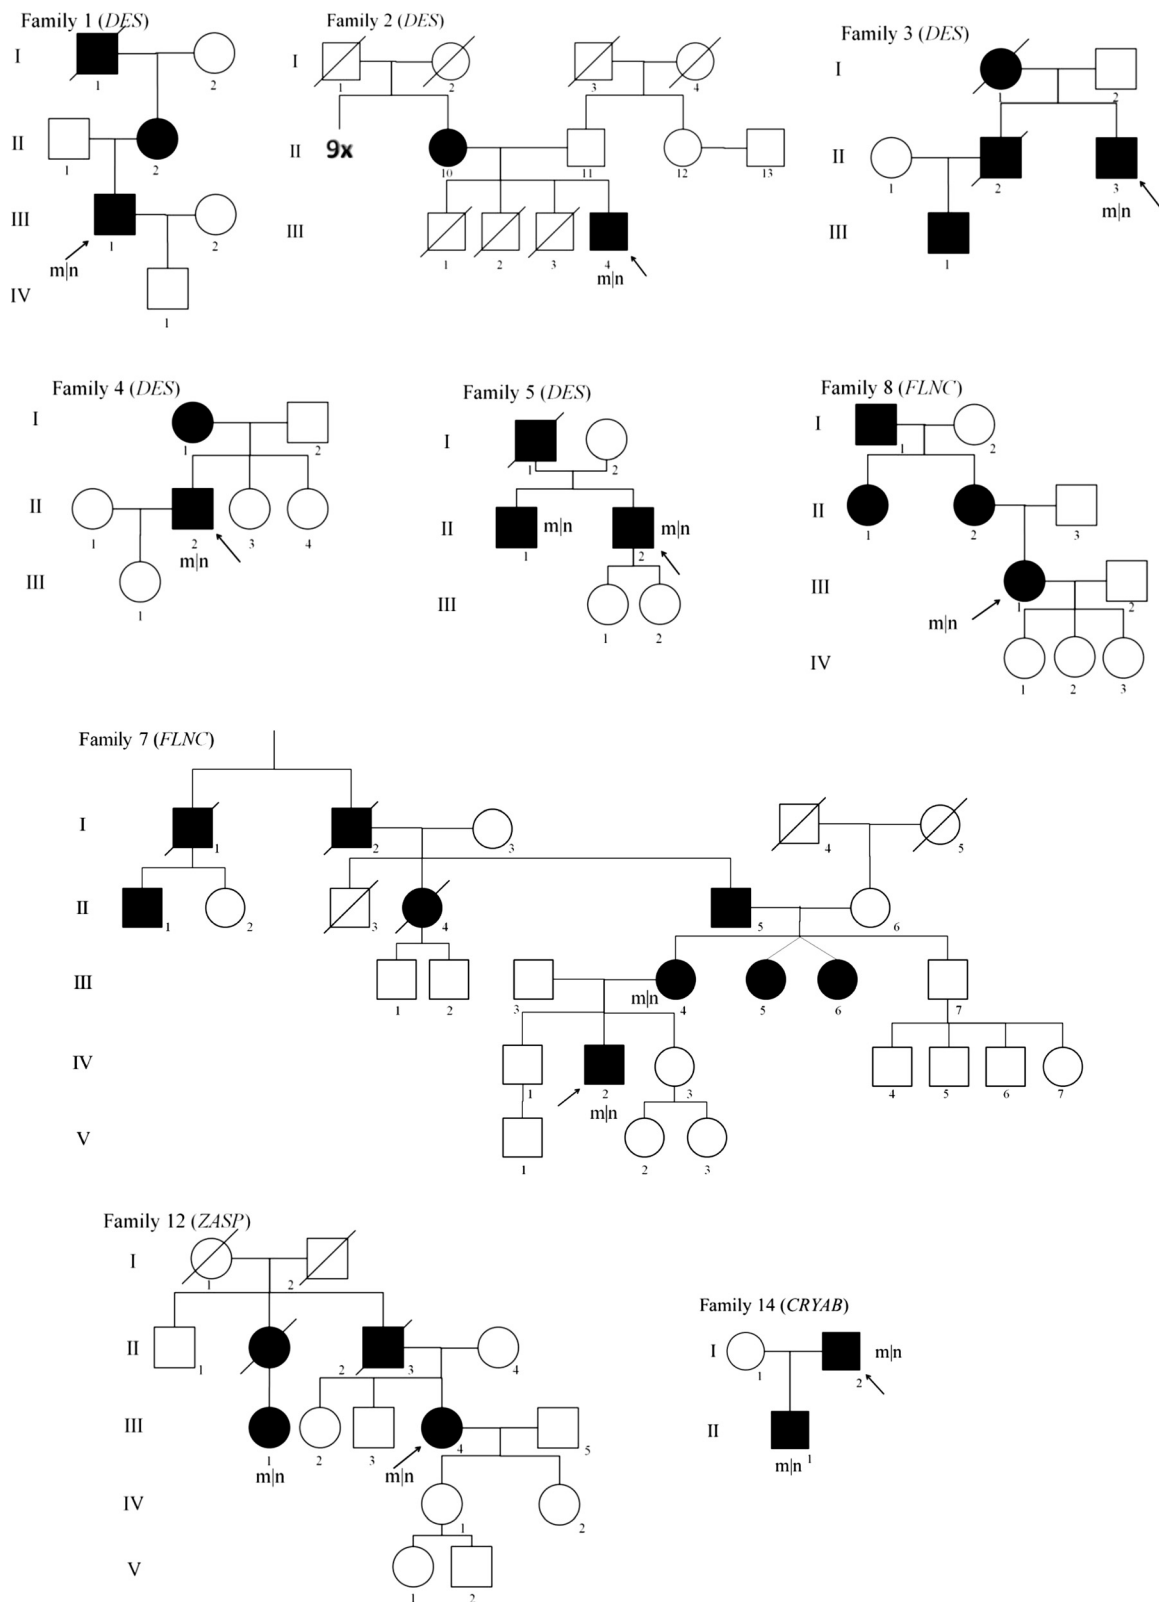 Family 1 (DES)
I
1
2
II
1
2
III
1
2
m|n
IV
1
Family 2 (DES)
I
1
2
3
4
II
9x
10
11
12
13
III
1
2
3
4
m|n
Family 3 (DES)
I
1
2
II
1
2
3
m|n
III
1
Family 4 (DES)
I
1
2
II
1
2
3
4
m|n
III
1
Family 5 (DES)
I
1
2
II
m|n
m|n
1
2
III
1
2
Family 8 (FLNC)
I
1
2
II
1
2
3
III
1
2
m|n
IV
1
2
3
Family 7 (FLNC)
I
1
2
3
4
5
II
1
2
3
4
5
6
III
1
2
3
m|n
4
5
6
7
IV
1
2
3
4
5
6
7
m|n
V
1
2
3
Family 12 (ZASP)
I
1
2
II
1
2
3
4
III
1
2
3
4
5
m|n
m|n
IV
1
2
V
1
2
Family 14 (CRYAB)
I
1
2
m|n
II
1
m|n